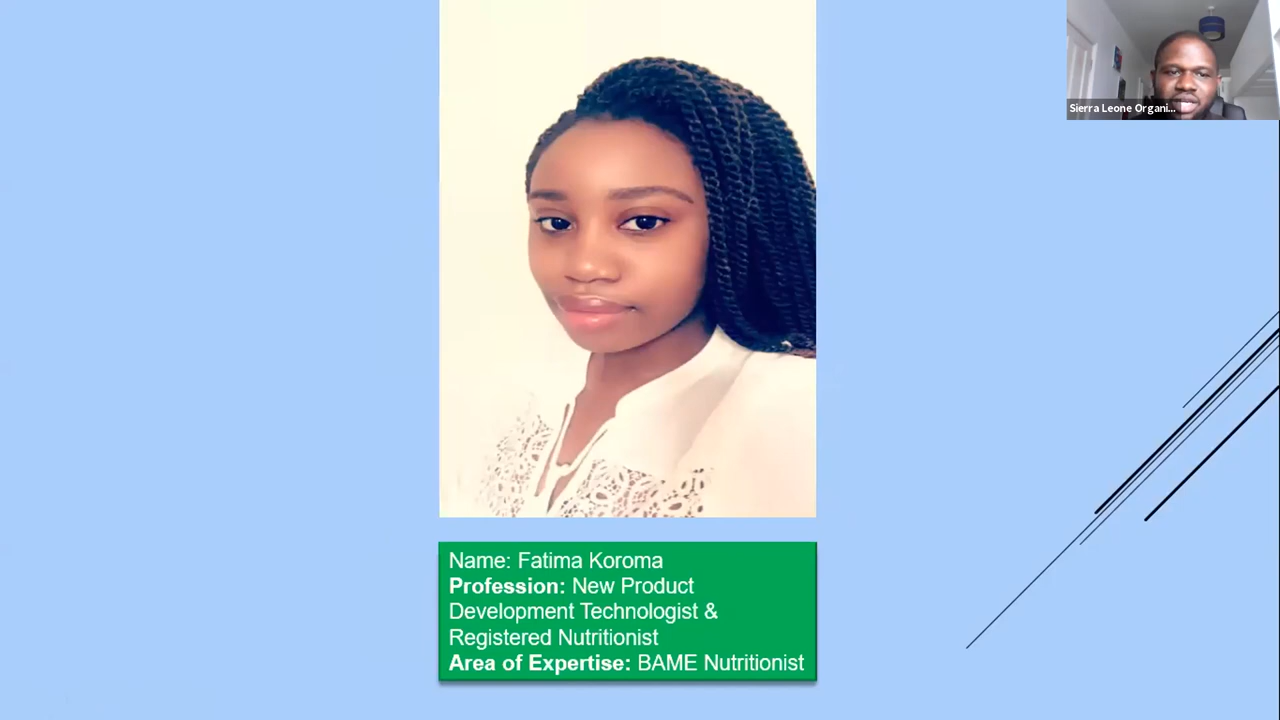 Sierra Leone Organi...
Name: Fatima Koroma
Profession: New Product
Development Technologist &
Registered Nutritionist
Area of Expertise: BAME Nutritionist